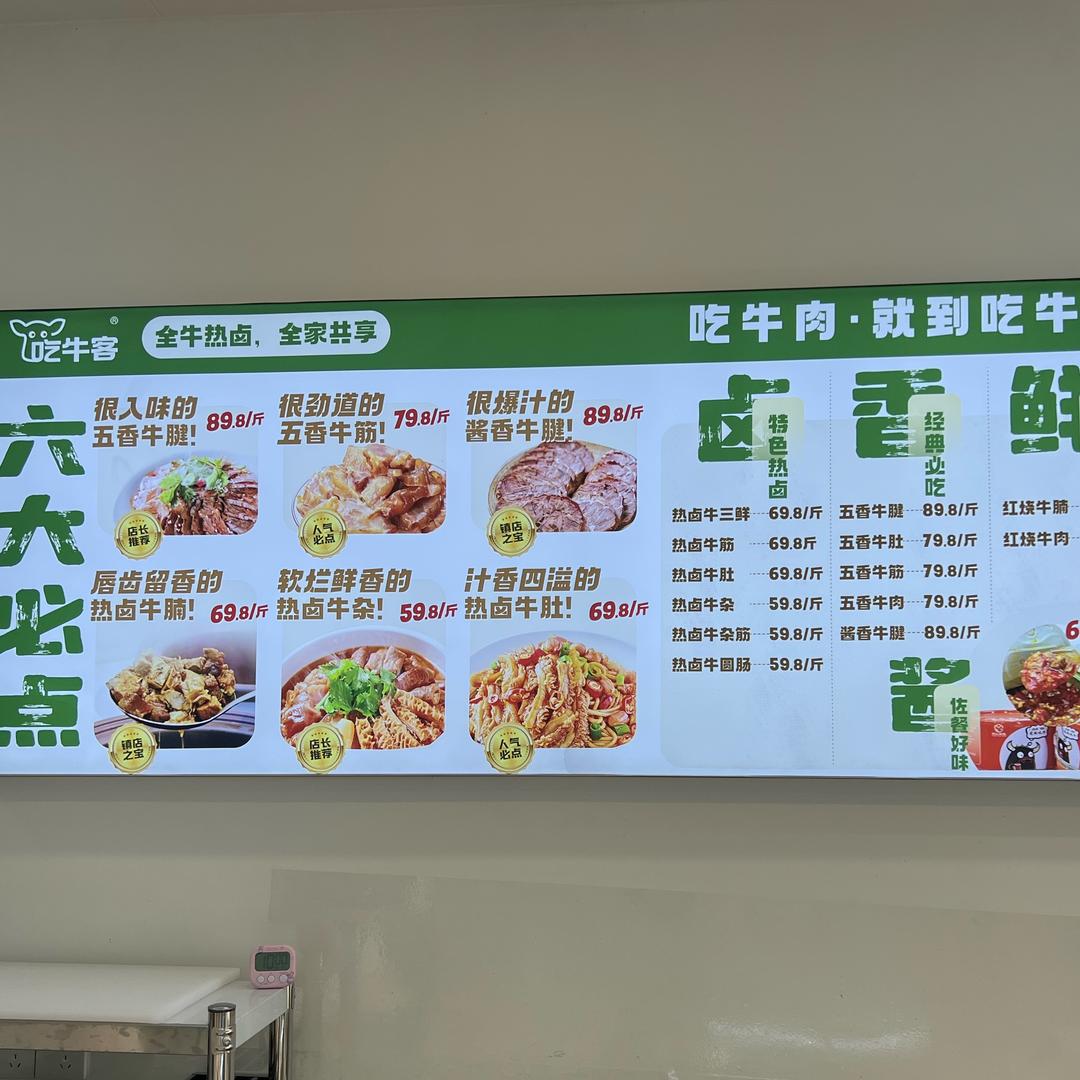 吃牛客
®
全牛热卤，全家共享
吃牛肉·就到吃牛
六大必点
很入味的
五香牛腱！
89.8/斤
店长
推荐
很劲道的
五香牛筋！
79.8/斤
人气
必点
很爆汁的
酱香牛腱！
89.8/斤
镇店
之宝
唇齿留香的
热卤牛腩！
69.8/斤
镇店
之宝
软烂鲜香的
热卤牛杂！
59.8/斤
店长
推荐
汁香四溢的
热卤牛肚！
69.8/斤
人气
必点
卤
特色热卤
热卤牛三鲜 69.8/斤
热卤牛筋 69.8斤
热卤牛肚 69.8/斤
热卤牛杂 59.8/斤
热卤牛杂筋 59.8/斤
热卤牛圆肠 59.8/斤
香
经典必吃
五香牛腱 89.8/斤
五香牛肚 79.8/斤
五香牛筋 79.8/斤
五香牛肉 79.8/斤
酱香牛腱 89.8/斤
酱
佐餐好味
鲜
红烧牛腩
红烧牛肉
6